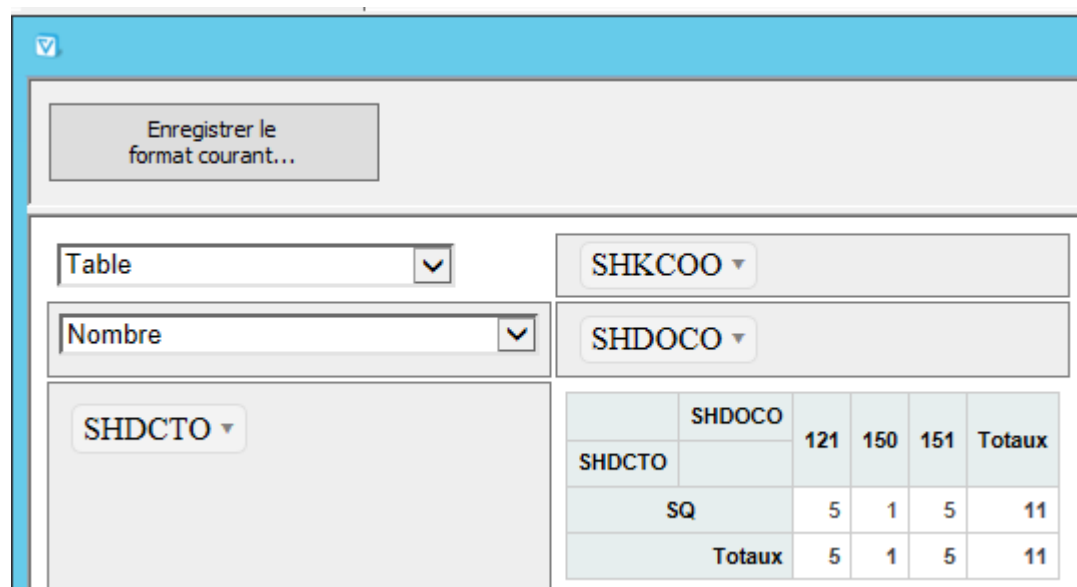 Enregistrer le
format courant...
Table
SHKCOO
Nombre
SHDOCO
SHDCTO
SHDOCO 121 150 151 Totaux
SHDCTO
SQ 5 1 5 11
Totaux 5 1 5 11